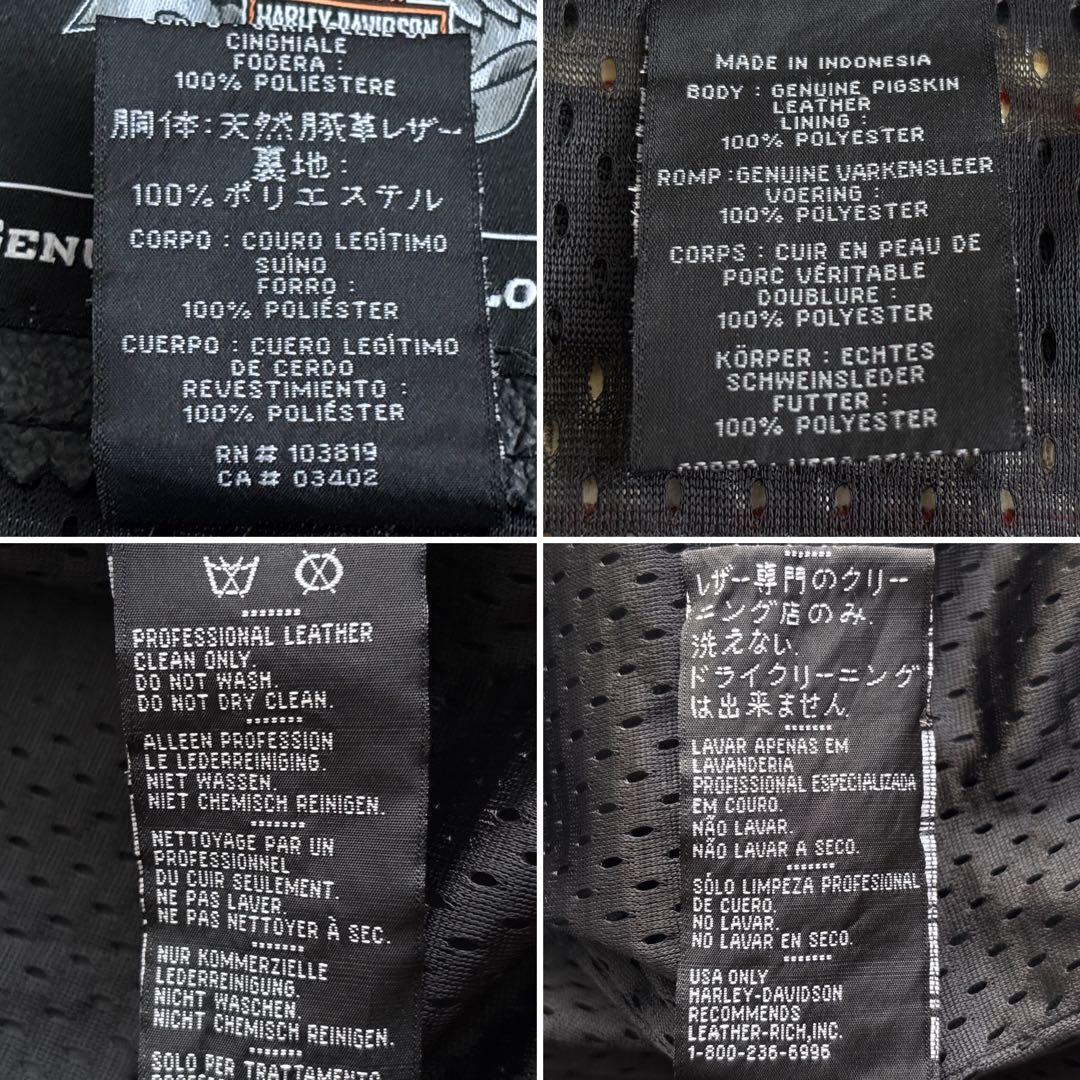 HARLEY-DAVIDSON
CINGHIALE
FODERA :
100% POLIESTERE
胴体:天然豚革レザー
裏地:
100%ポリエステル
CORPO : COURO LEGÍTIMO
SUÍNO
FORRO :
100% POLIÉSTER
CUERPO : CUERO LEGÍTIMO
DE CERDO
REVESTIMIENTO :
100% POLIÉSTER
RN # 103819
CA # 03402
MADE IN INDONESIA
BODY : GENUINE PIGSKIN
LEATHER
LINING :
100% POLYESTER
ROMP : GENUINE VARKENSLEER
VOERING :
100% POLYESTER
CORPS : CUIR EN PEAU DE
PORC VÉRITABLE
DOUBLURE :
100% POLYESTER
KÖRPER : ECHTES
SCHWEINSLEDER
FUTTER :
100% POLYESTER
PROFESSIONAL LEATHER
CLEAN ONLY.
DO NOT WASH.
DO NOT DRY CLEAN.
ALLEEN PROFESSION
LE LEDERREINIGING.
NIET WASSEN.
NIET CHEMISCH REINIGEN.
NETTOYAGE PAR UN
PROFESSIONNEL
DU CUIR SEULEMENT.
NE PAS LAVER.
NE PAS NETTOYER À SEC.
NUR KOMMERZIELLE
LEDERREINIGUNG.
NICHT WASCHEN.
NICHT CHEMISCH REINIGEN.
SOLO PER TRATTAMENTO
レザー専門のクリー
ニング店のみ.
洗えない.
ドライクリーニング
は出来ません.
LAVAR APENAS EM
LAVANDERIA
PROFISSIONAL ESPECIALIZADA
EM COURO.
NÃO LAVAR.
NÃO LAVAR A SECO.
SÓLO LIMPEZA PROFESIONAL
DE CUERO.
NO LAVAR.
NO LAVAR EN SECO.
USA ONLY
HARLEY-DAVIDSON
RECOMMENDS
LEATHER-RICH,INC.
1-800-236-6996